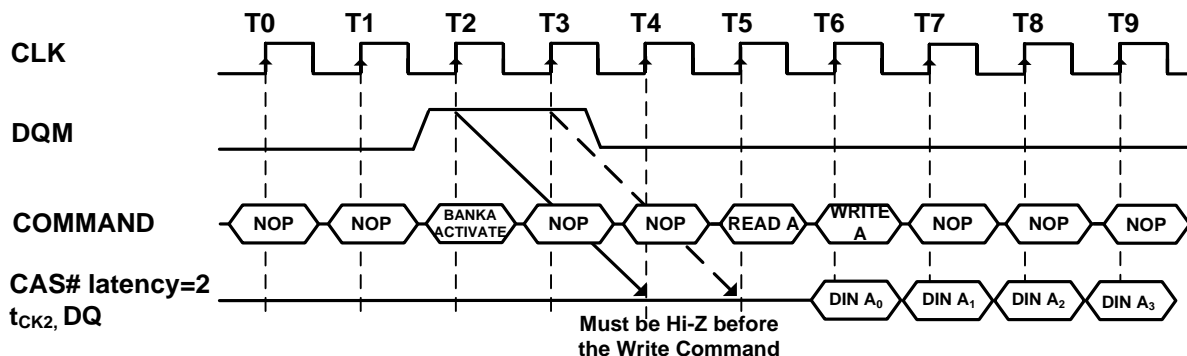 T0 T1 T2 T3 T4 T5 T6 T7 T8 T9
CLK
DQM
COMMAND NOP NOP BANKA ACTIVATE NOP NOP READ A WRITE A NOP NOP NOP
CAS# latency=2
tCK2, DQ DIN A0 DIN A1 DIN A2 DIN A3
Must be Hi-Z before
the Write Command